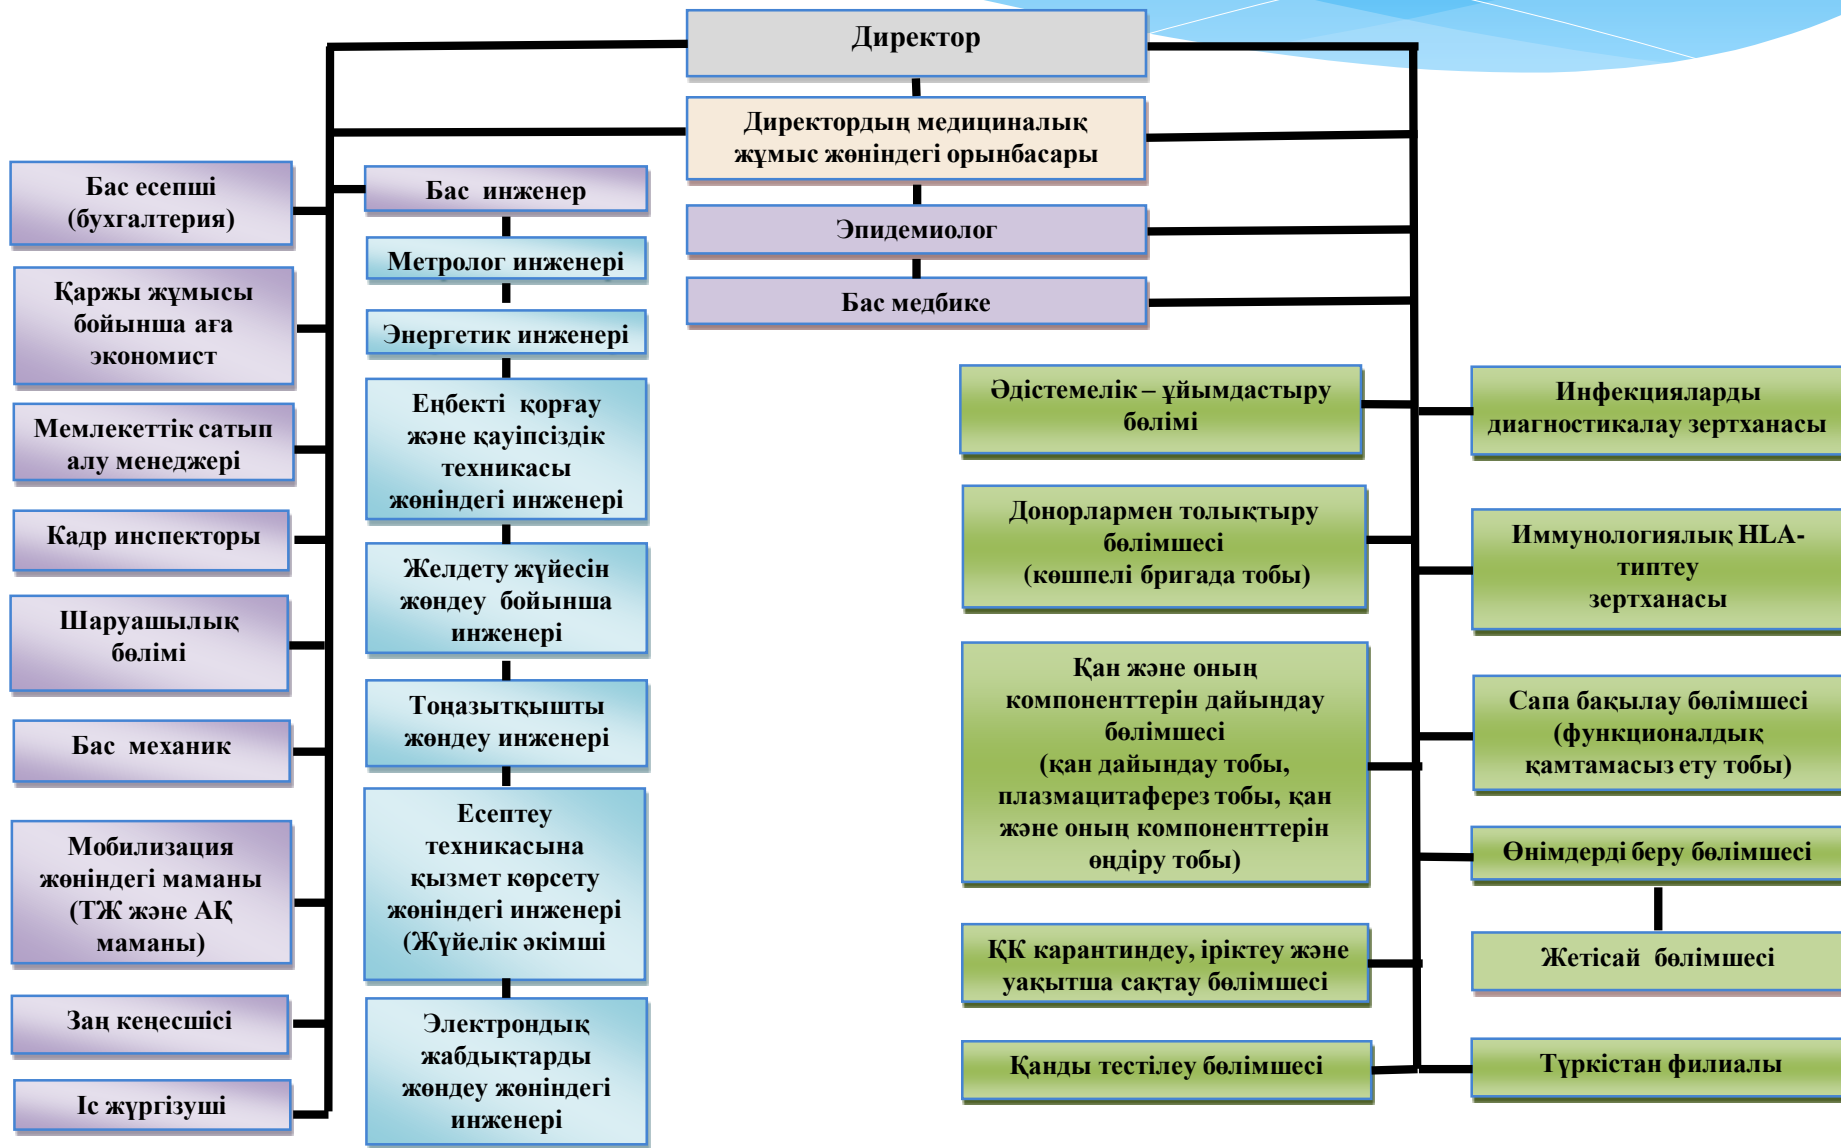 Директор
Директордың медициналық
жұмыс жөніндегі орынбасары
Эпидемиолог
Бас медбике
Бас есепші
(бухгалтерия)
Қаржы жұмысы
бойынша аға
экономист
Мемлекеттік сатып
алу менеджері
Кадр инспекторы
Шаруашылық
бөлімі
Бас механик
Мобилизация
жөніндегі маманы
(ТЖ және АҚ
маманы)
Заң кеңесшісі
Іс жүргізуші
Бас инженер
Метролог инженері
Энергетик инженері
Еңбекті қорғау
және қауіпсіздік
техникасы
жөніндегі инженері
Желдету жүйесін
жөндеу бойынша
инженері
Тоңазытқышты
жөндеу инженері
Есептеу
техникасына
қызмет көрсету
жөніндегі инженері
(Жүйелік әкімші
Электрондық
жабдықтарды
жөндеу жөніндегі
инженері
Әдістемелік – ұйымдастыру
бөлімі
Донорлармен толықтыру
бөлімшесі
(көшпелі бригада тобы)
Қан және оның
компоненттерін дайындау
бөлімшесі
(қан дайындау тобы,
плазмацитаферез тобы, қан
және оның компоненттерін
өңдіру тобы)
ҚК карантиндеу, іріктеу және
уақытша сақтау бөлімшесі
Қанды тестілеу бөлімшесі
Инфекцияларды
диагностикалау зертханасы
Иммунологиялық HLA-
типтеу
зертханасы
Сапа бақылау бөлімшесі
(функционалдық
қамтамасыз ету тобы)
Өнімдерді беру бөлімшесі
Жетісай бөлімшесі
Түркістан филиалы